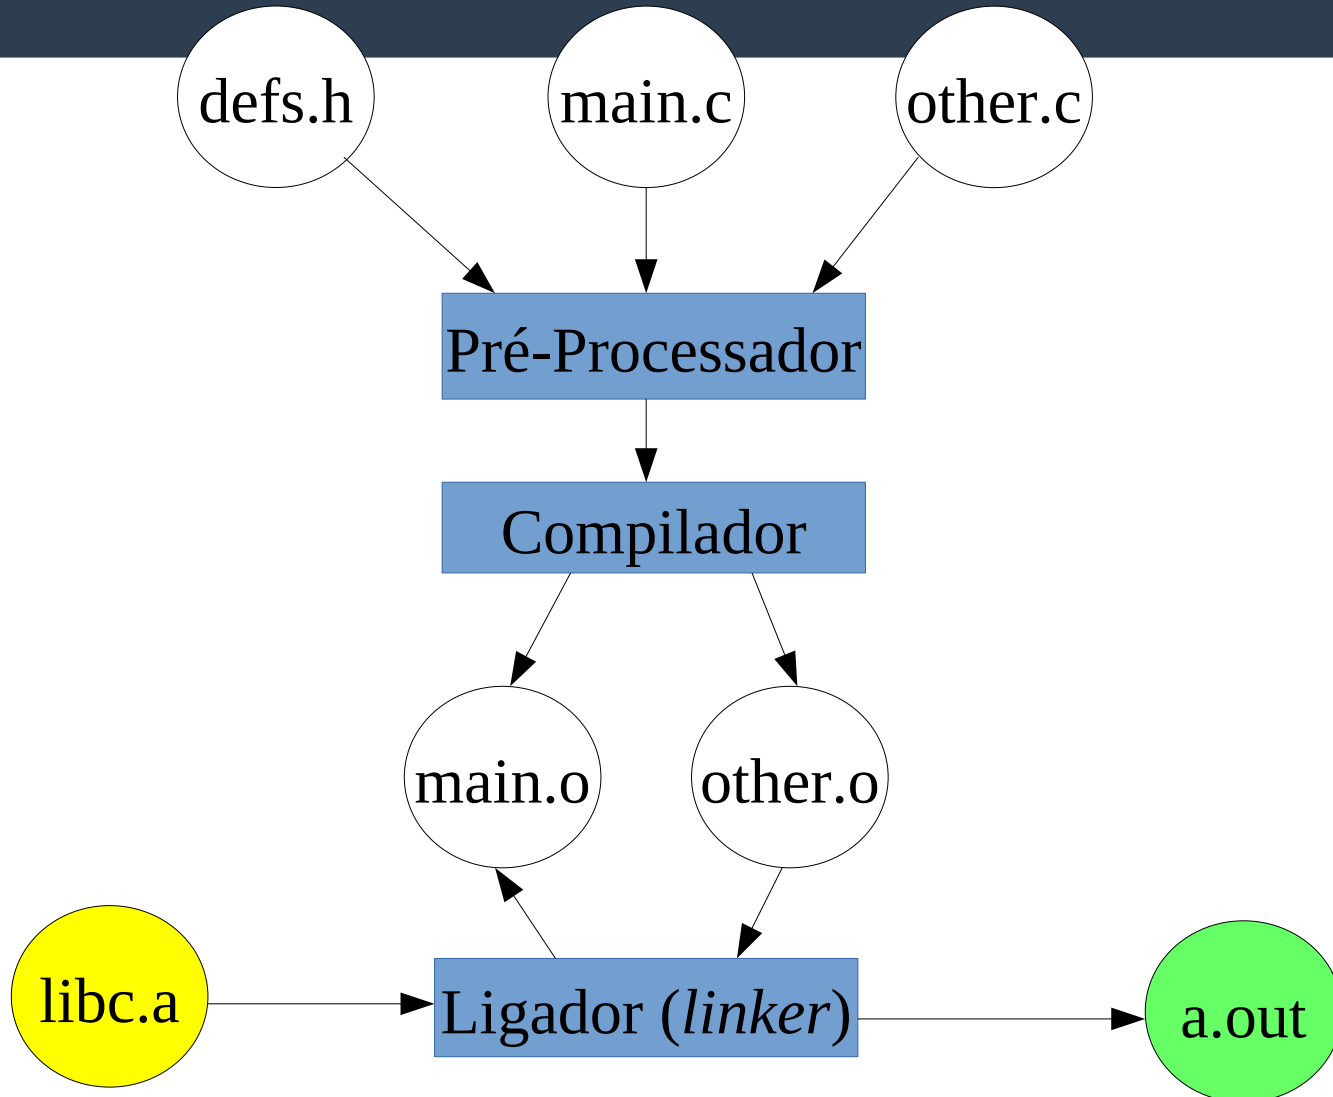 defs.h
main.c
other.c
Pré-Processador
Compilador
main.o
other.o
libc.a
Ligador (linker)
a.out